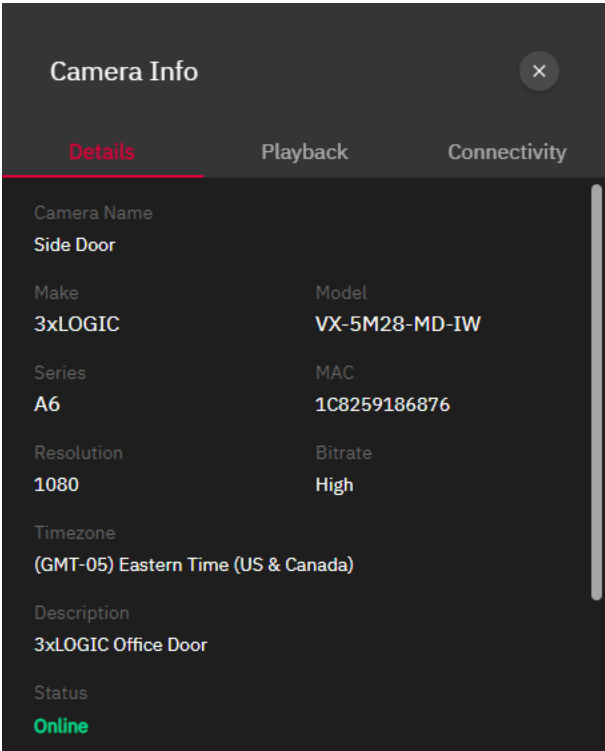 Camera Info
Details Playback Connectivity
Camera Name
Side Door
Make Model
3xLOGIC VX-5M28-MD-IW
Series MAC
A6 1C8259186876
Resolution Bitrate
1080 High
Timezone
(GMT-05) Eastern Time (US & Canada)
Description
3xLOGIC Office Door
Status
Online